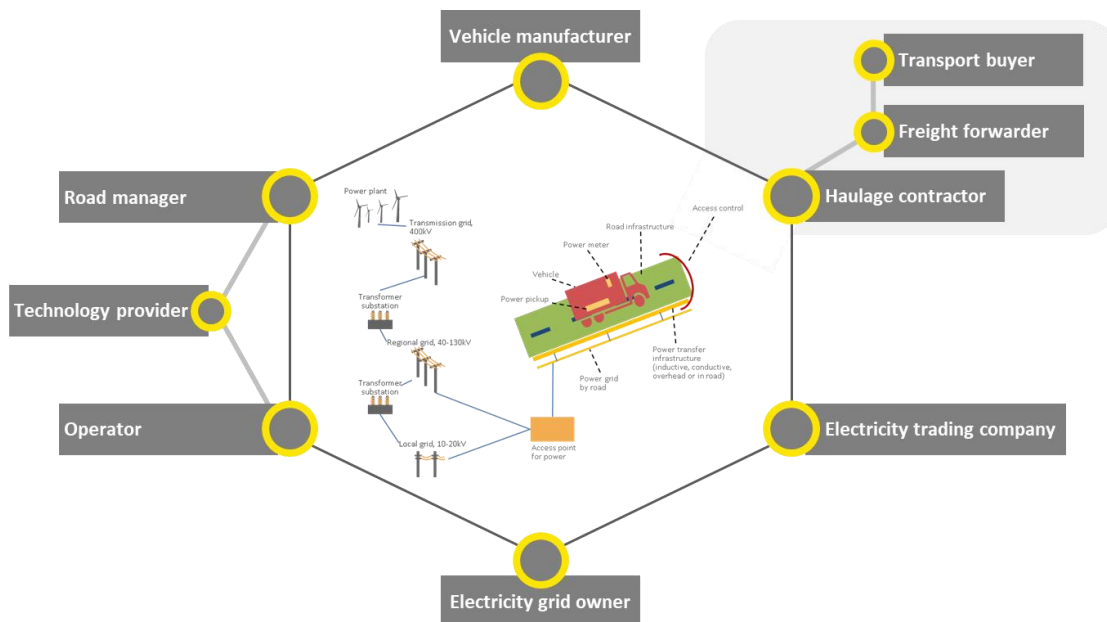 Vehicle manufacturer
Transport buyer
Freight forwarder
Road manager
Haulage contractor
Power plant
Transmission grid,
400kV
Access control
Road infrastructure
Power meter
Vehicle
Power pickup
Technology provider
Transformer
substation
Regional grid, 40-130kV
Power transfer
infrastructure
(inductive, conductive,
overhead or in road)
Power grid
by road
Transformer
substation
Operator
Local grid, 10-20kV
Access point
for power
Electricity trading company
Electricity grid owner